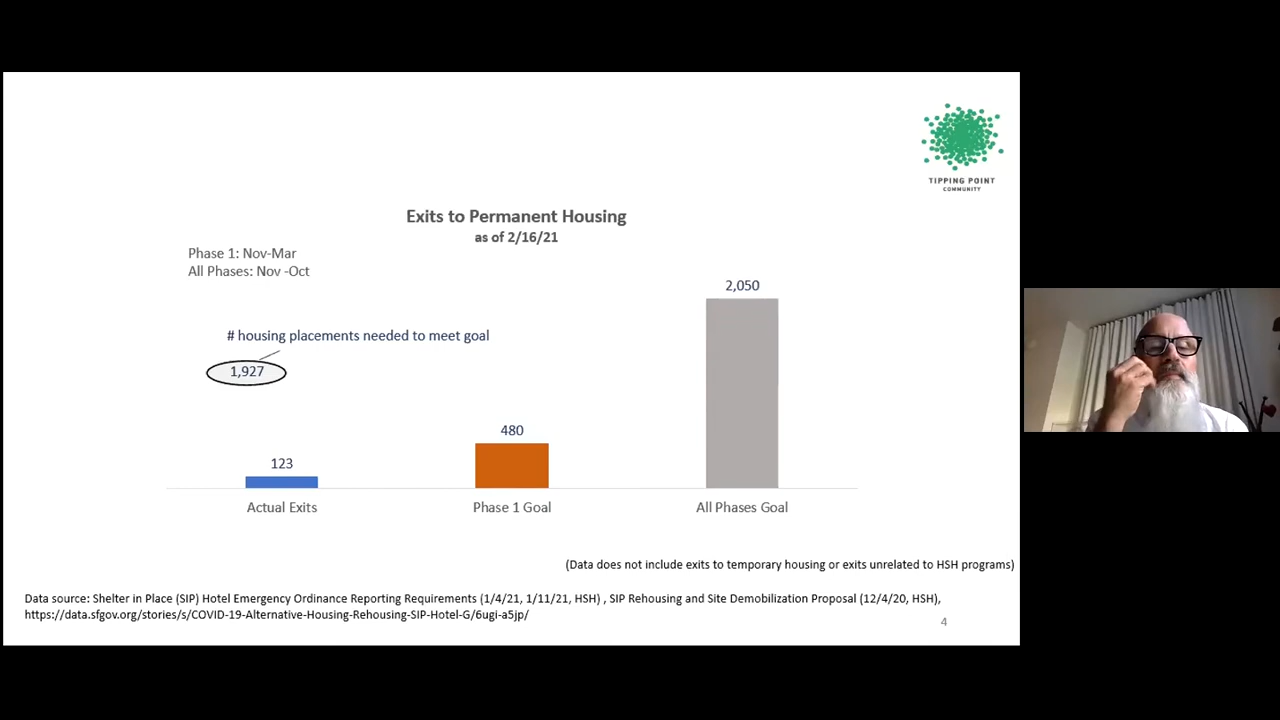 TIPPING POINT
COMMUNITY
Exits to Permanent Housing
as of 2/16/21
Phase 1: Nov-Mar
All Phases: Nov -Oct
2,050
# housing placements needed to meet goal
1,927
480
123
Actual Exits
Phase 1 Goal
All Phases Goal
(Data does not include exits to temporary housing or exits unrelated to HSH programs)
Data source: Shelter in Place (SIP) Hotel Emergency Ordinance Reporting Requirements (1/4/21, 1/11/21, HSH) , SIP Rehousing and Site Demobilization Proposal (12/4/20, HSH),
https://data.sfgov.org/stories/s/COVID-19-Alternative-Housing-Rehousing-SIP-Hotel-G/6ugi-a5jp/
4